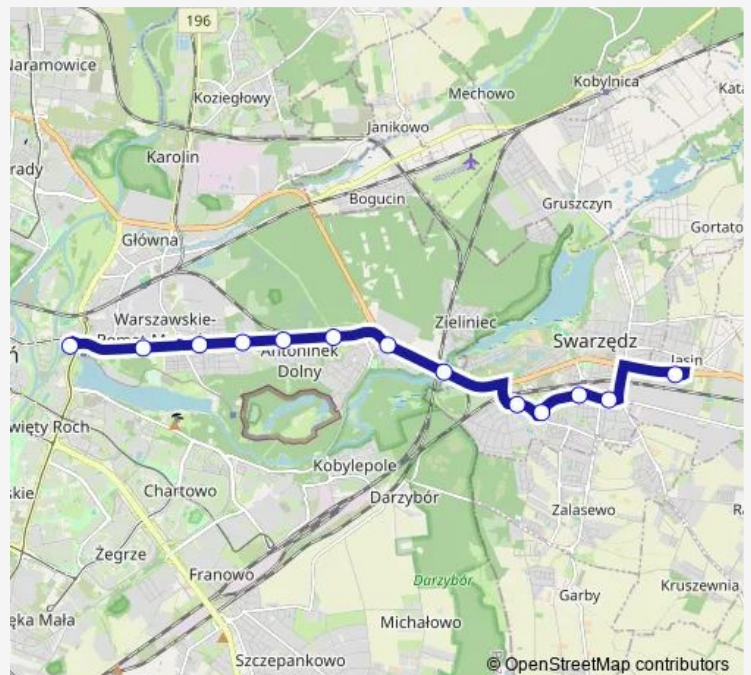 196
Naramowice
Koziegłowy
Mechowo
Kobylnica
Janikowo
Karolin
Bogucin
Gruszczyn
Główna
Warszawskie-
Zieliniec
Swarzędz
Jasin
Antoninek
Dolny
Kobylepole
Chartowo
Darzybór
Zalasewo
Żegrze
Franowo
Darzybór
Garby
Kruszewnia
Michałowo
Szczepankowo
© OpenStreetMap contributors